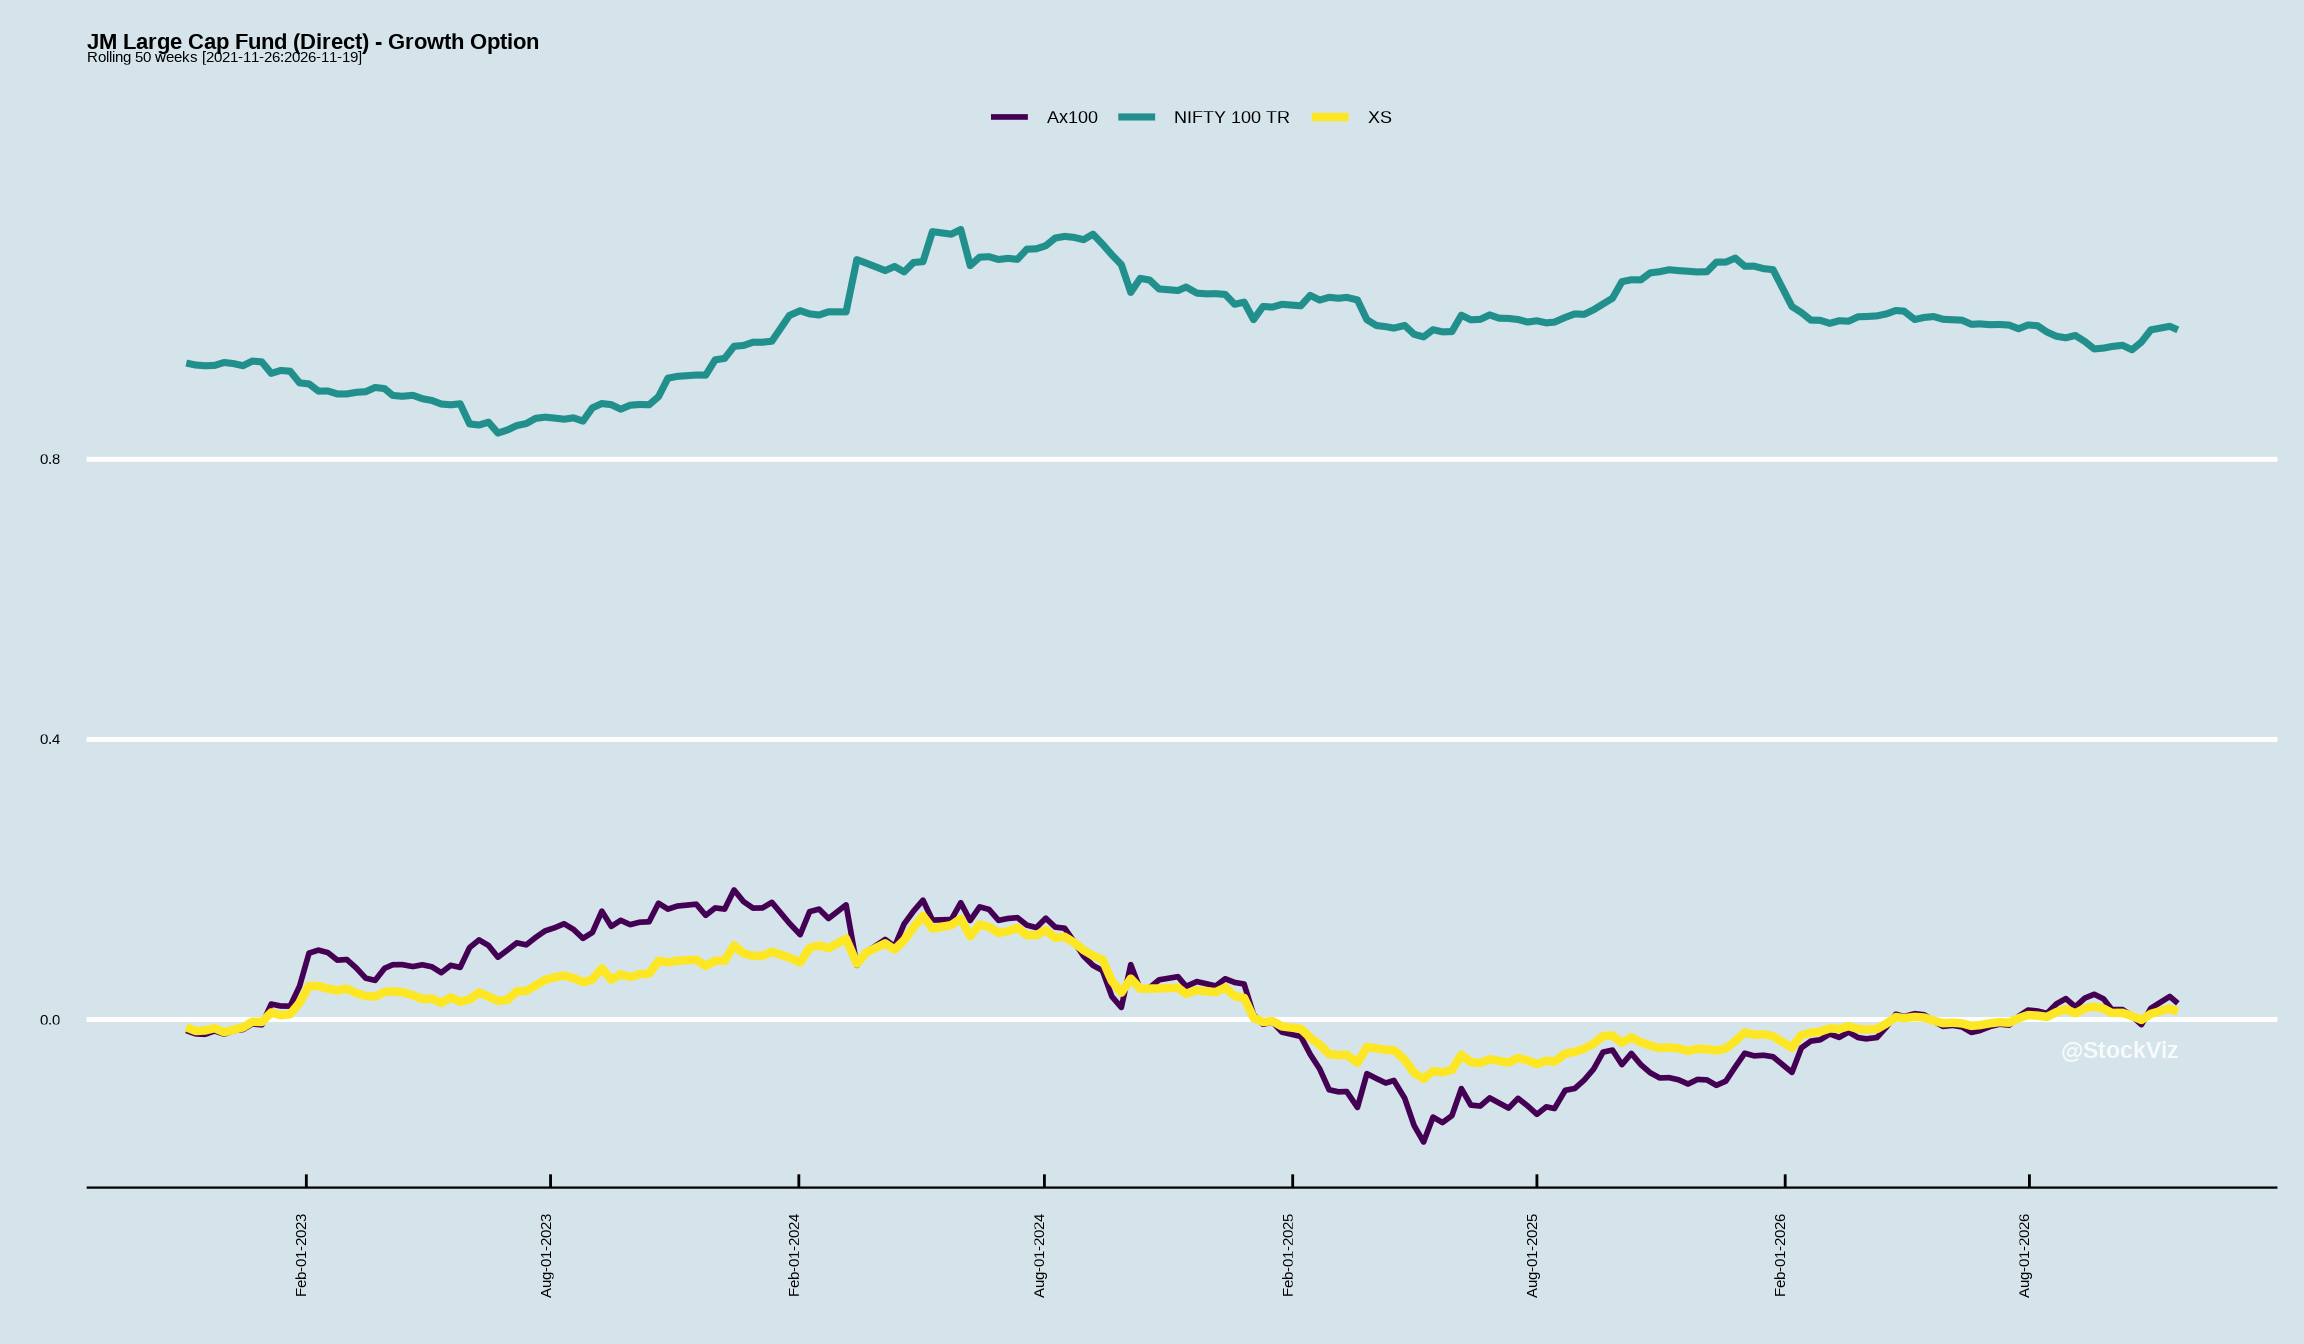 JM Large Cap Fund (Direct) - Growth Option
Rolling 50 weeks [2021-11-26:2026-11-19]
Ax100 NIFTY 100 TR XS
0.8
0.4
0.0
@StockViz
Feb-01-2023
Aug-01-2023
Feb-01-2024
Aug-01-2024
Feb-01-2025
Aug-01-2025
Feb-01-2026
Aug-01-2026